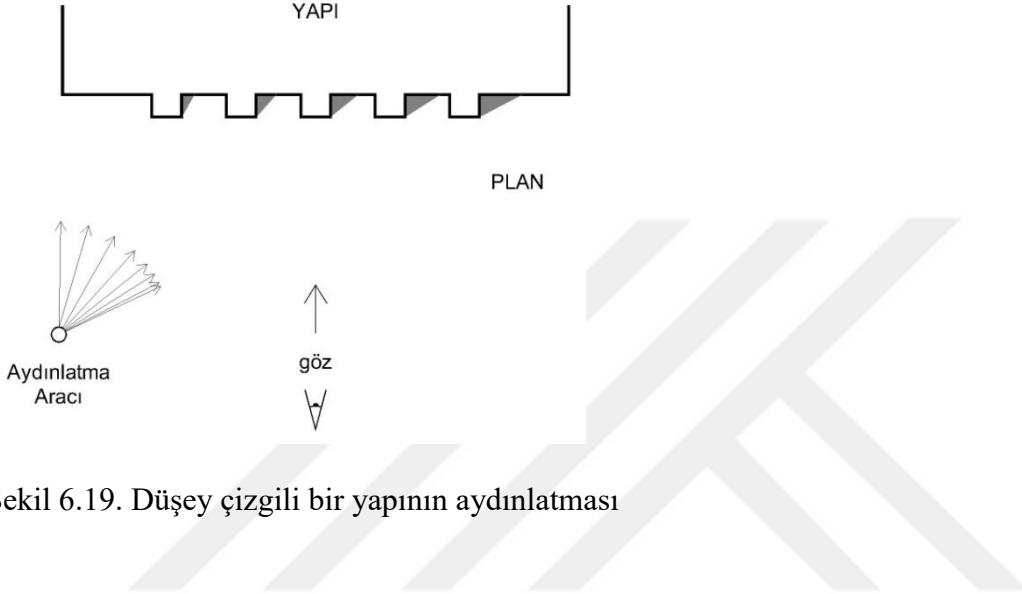 YAPI
PLAN
göz
Aydınlatma
Aracı
ekil 6.19. Düşey çizgili bir yapının aydınlatması